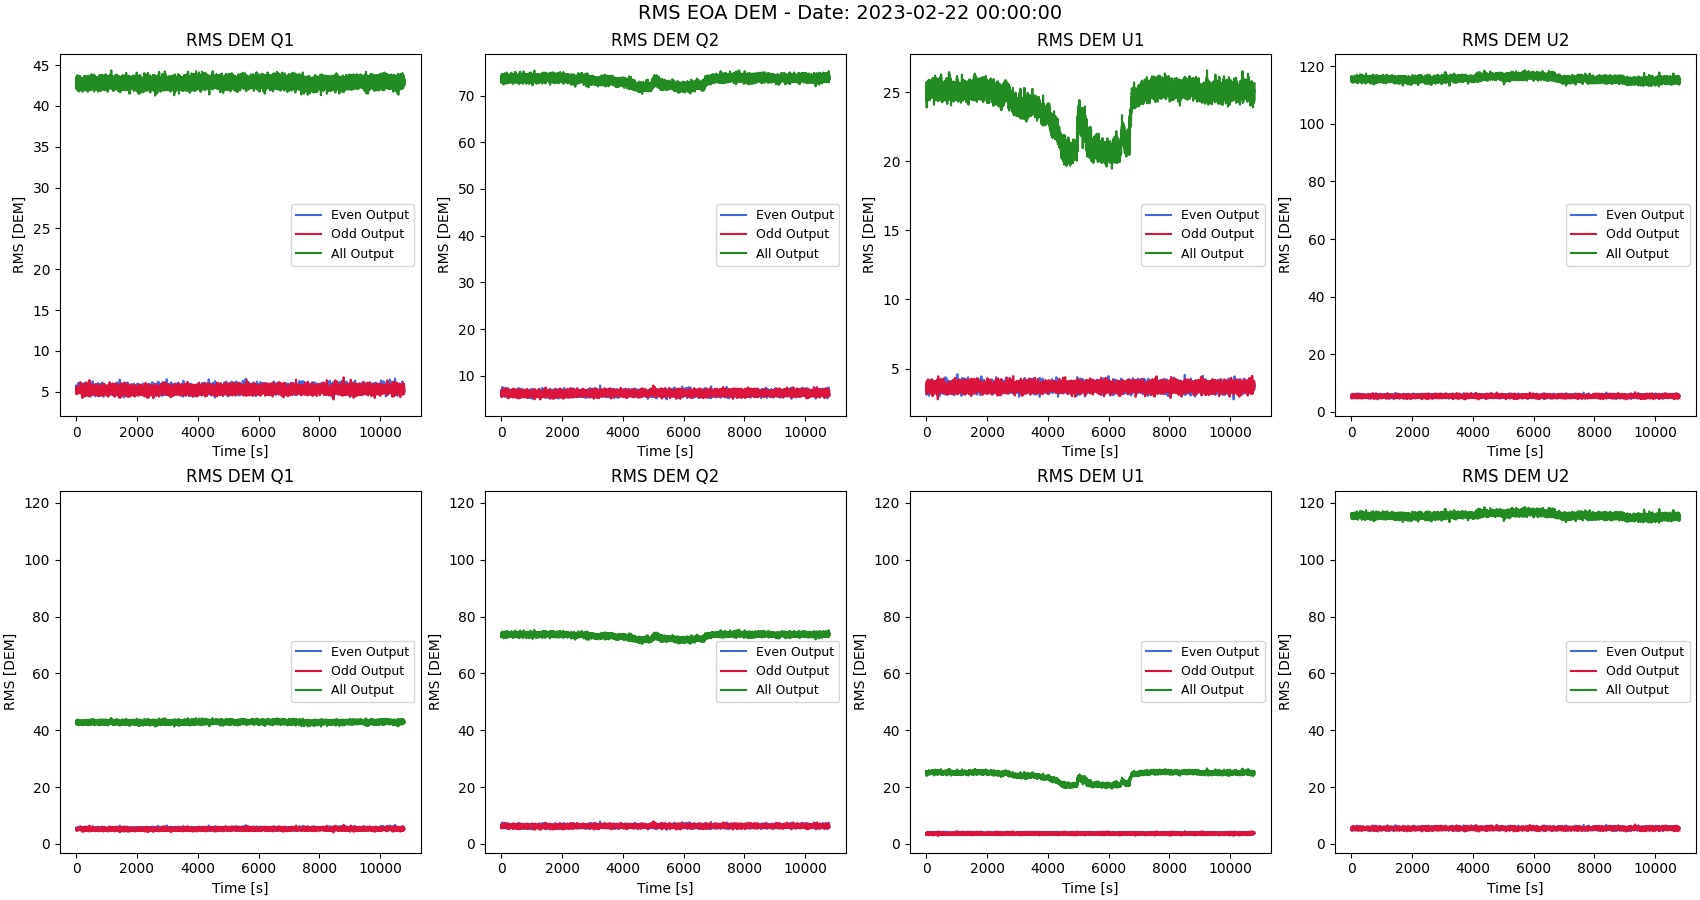 RMS EOA DEM - Date: 2023-02-22 00:00:00
RMS DEM Q1
RMS [DEM]
45
40
35
30
25
20
15
10
5
Even Output
Odd Output
All Output
0 2000 4000 6000 8000 10000
Time [s]
RMS DEM Q2
RMS [DEM]
70
60
50
40
30
20
10
Even Output
Odd Output
All Output
0 2000 4000 6000 8000 10000
Time [s]
RMS DEM U1
RMS [DEM]
25
20
15
10
5
Even Output
Odd Output
All Output
0 2000 4000 6000 8000 10000
Time [s]
RMS DEM U2
RMS [DEM]
120
100
80
60
40
20
0
Even Output
Odd Output
All Output
0 2000 4000 6000 8000 10000
Time [s]
RMS DEM Q1
RMS [DEM]
120
100
80
60
40
20
0
Even Output
Odd Output
All Output
0 2000 4000 6000 8000 10000
Time [s]
RMS DEM Q2
RMS [DEM]
120
100
80
60
40
20
0
Even Output
Odd Output
All Output
0 2000 4000 6000 8000 10000
Time [s]
RMS DEM U1
RMS [DEM]
120
100
80
60
40
20
0
Even Output
Odd Output
All Output
0 2000 4000 6000 8000 10000
Time [s]
RMS DEM U2
RMS [DEM]
120
100
80
60
40
20
0
Even Output
Odd Output
All Output
0 2000 4000 6000 8000 10000
Time [s]